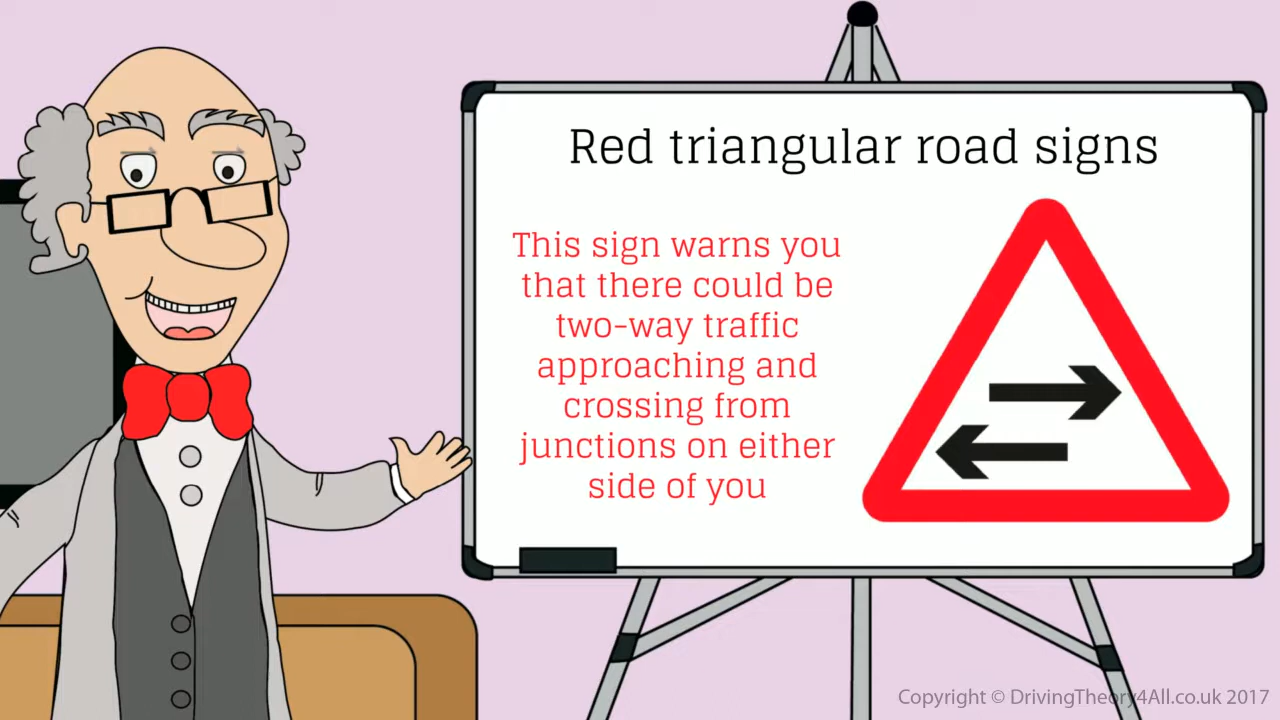 Red triangular road signs
This sign warns you
that there could be
two-way traffic
approaching and
crossing from
junctions on either
side of you
Copyright © DrivingTheory4All.co.uk 2017